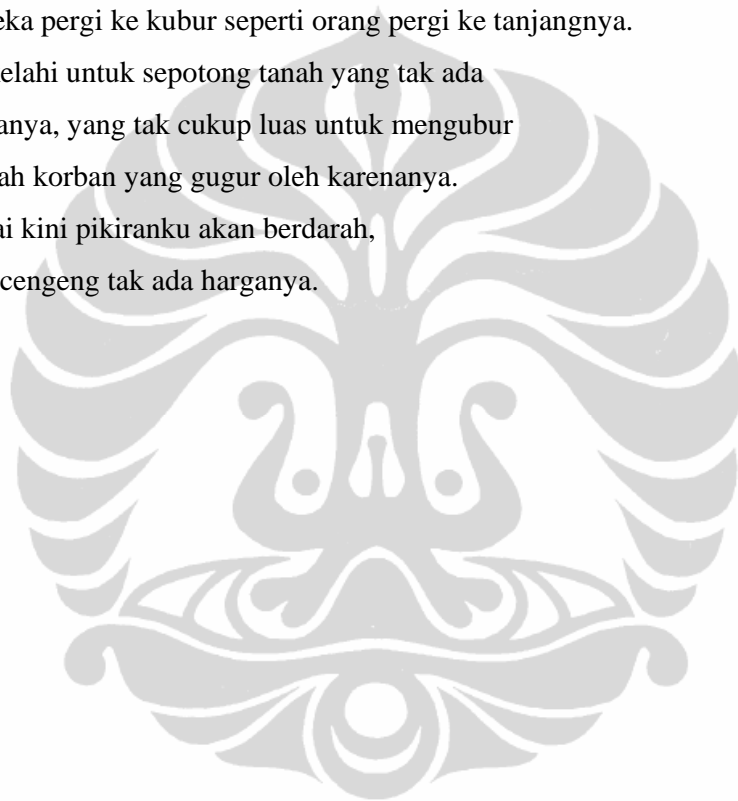 eka pergi ke kubur seperti orang pergi ke tanjangnya.
elahi untuk sepotong tanah yang tak ada
anya, yang tak cukup luas untuk mengubur
ah korban yang gugur oleh karenanya.
ai kini pikiranku akan berdarah,
cengeng tak ada harganya.